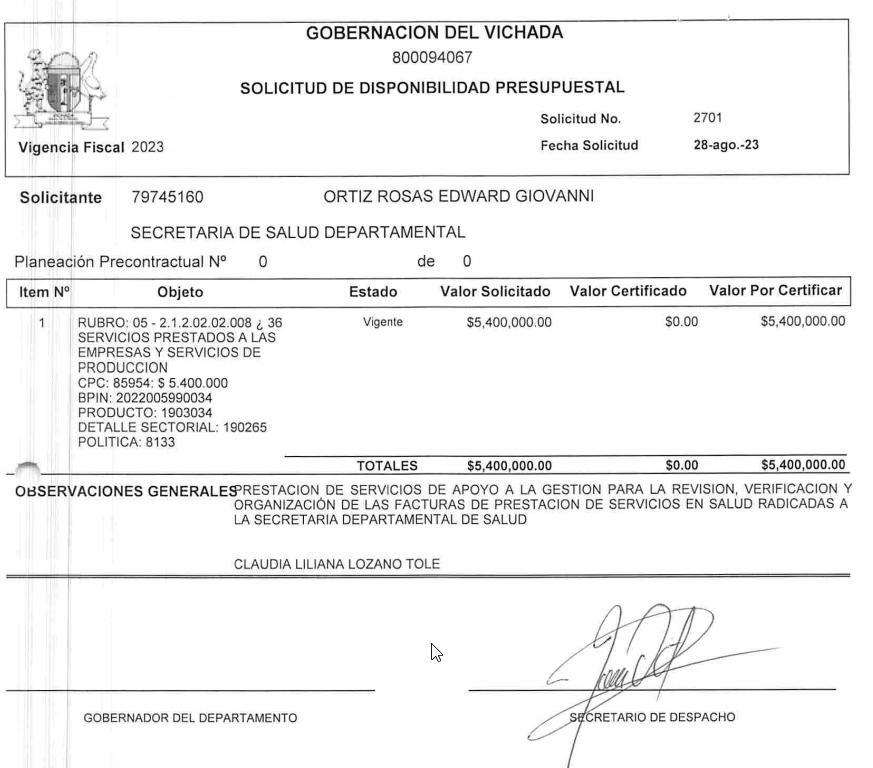 GOBERNACION DEL VICHADA
800094067
SOLICITUD DE DISPONIBILIDAD PRESUPUESTAL
Solicitud No. 2701
Vigencia Fiscal 2023
Fecha Solicitud 28-ago.-23
Solicitante 79745160 ORTIZ ROSAS EDWARD GIOVANNI
SECRETARIA DE SALUD DEPARTAMENTAL
Planeación Precontractual Nº 0 de 0
Item Nº Objeto Estado Valor Solicitado Valor Certificado Valor Por Certificar
1 RUBRO: 05 - 2.1.2.02.02.008 ¿ 36 Vigente $5,400,000.00 $0.00 $5,400,000.00
SERVICIOS PRESTADOS A LAS
EMPRESAS Y SERVICIOS DE
PRODUCCION
CPC: 85954: $ 5.400.000
BPIN: 2022005990034
PRODUCTO: 1903034
DETALLE SECTORIAL: 190265
POLITICA: 8133
TOTALES $5,400,000.00 $0.00 $5,400,000.00
OBSERVACIONES GENERALES PRESTACION DE SERVICIOS DE APOYO A LA GESTION PARA LA REVISION, VERIFICACION Y
ORGANIZACIÓN DE LAS FACTURAS DE PRESTACION DE SERVICIOS EN SALUD RADICADAS A
LA SECRETARIA DEPARTAMENTAL DE SALUD
CLAUDIA LILIANA LOZANO TOLE
GOBERNADOR DEL DEPARTAMENTO SECRETARIO DE DESPACHO